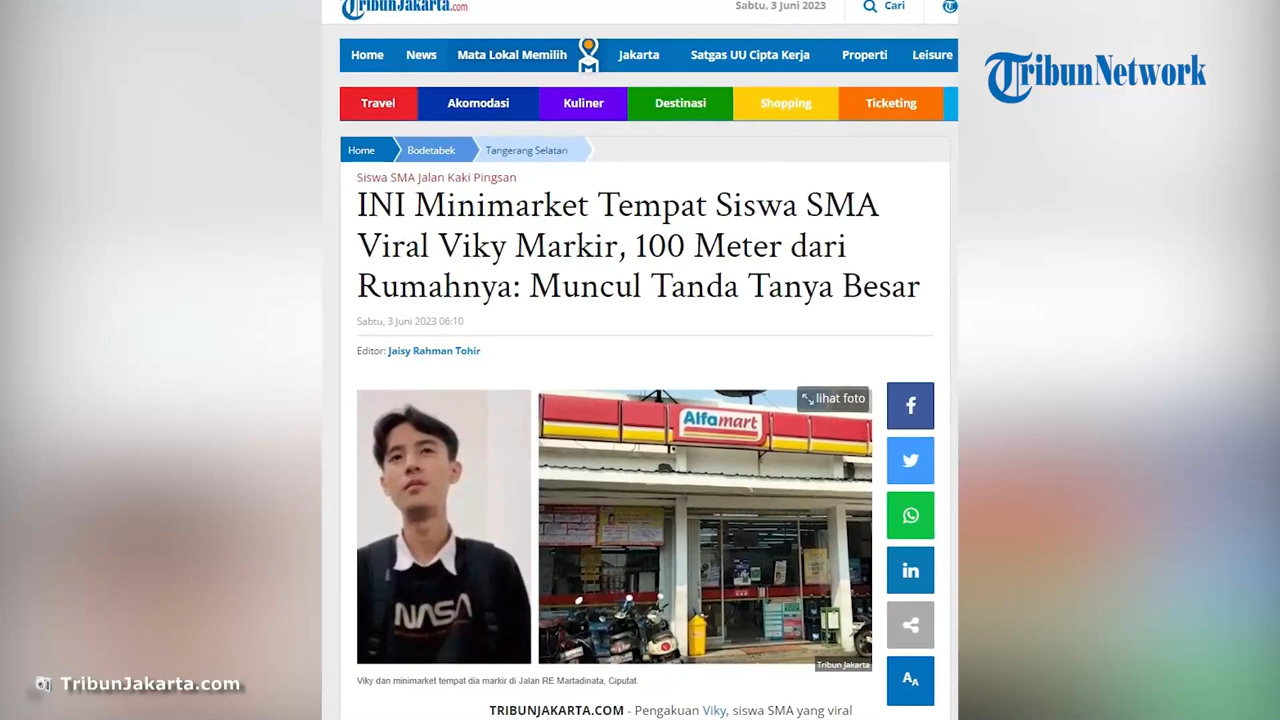 TribunJakarta.com
Sabtu, 3 Juni 2023
Cari
TribunNetwork
Home News Mata Lokal Memilih Jakarta Satgas UU Cipta Kerja Properti Leisure
Travel Akomodasi Kuliner Destinasi Shopping Ticketing
Home Bodetabek Tangerang Selatan
Siswa SMA Jalan Kaki Pingsan
INI Minimarket Tempat Siswa SMA
Viral Viky Markir, 100 Meter dari
Rumahnya: Muncul Tanda Tanya Besar
Sabtu, 3 Juni 2023 06:10
Editor: Jaisy Rahman Tohir
lihat foto
Alfamart
NASA
Tribun Jakarta
Viky dan minimarket tempat dia markir di Jalan RE Martadinata, Ciputat.
AA
TribunJakarta.com
TRIBUNJAKARTA.COM - Pengakuan Viky, siswa SMA yang viral